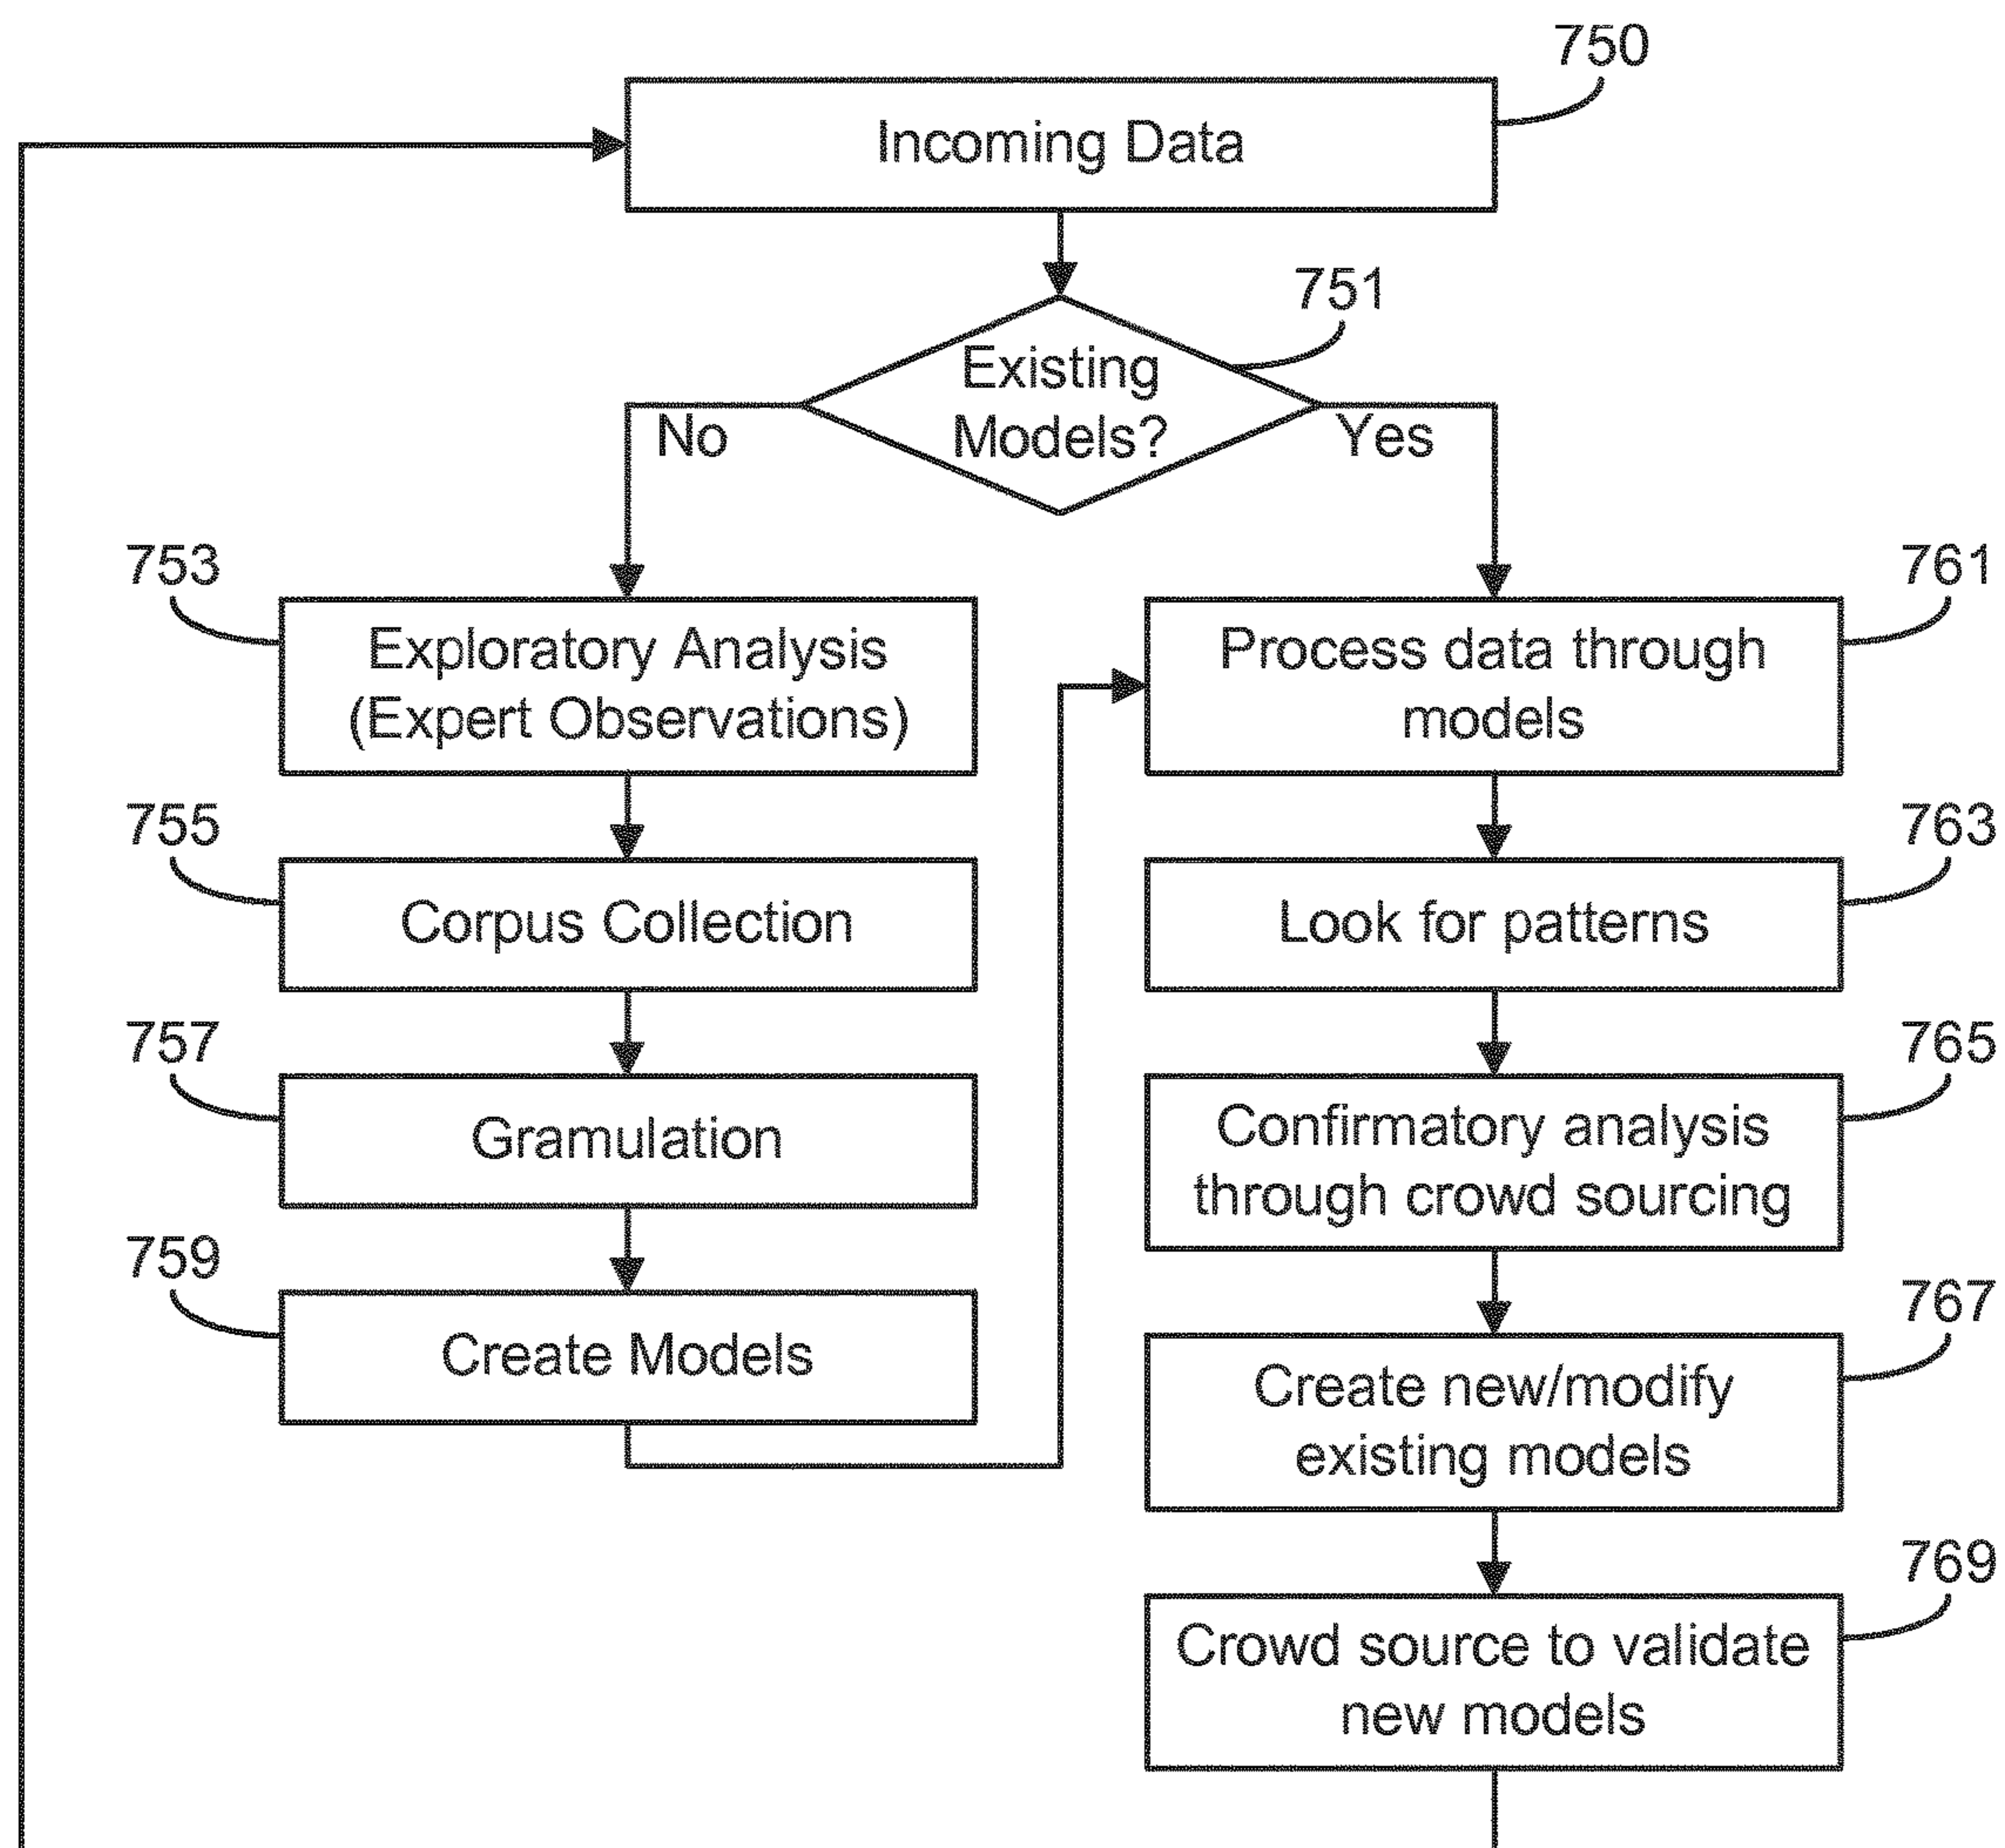 750
Incoming Data
751
Existing
Models?
No
Yes
753
Exploratory Analysis
(Expert Observations)
755
Corpus Collection
757
Gramulation
759
Create Models
761
Process data through
models
763
Look for patterns
765
Confirmatory analysis
through crowd sourcing
767
Create new/modify
existing models
769
Crowd source to validate
new models